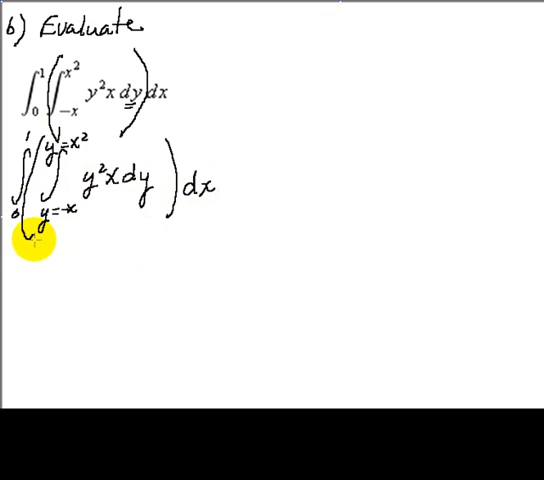 b) Evaluate
∫₀¹ (∫₋ₓ^{x²} y²x dy) dx
∫₀¹ (∫_{y=-x}^{y=x²} y²x dy) dx